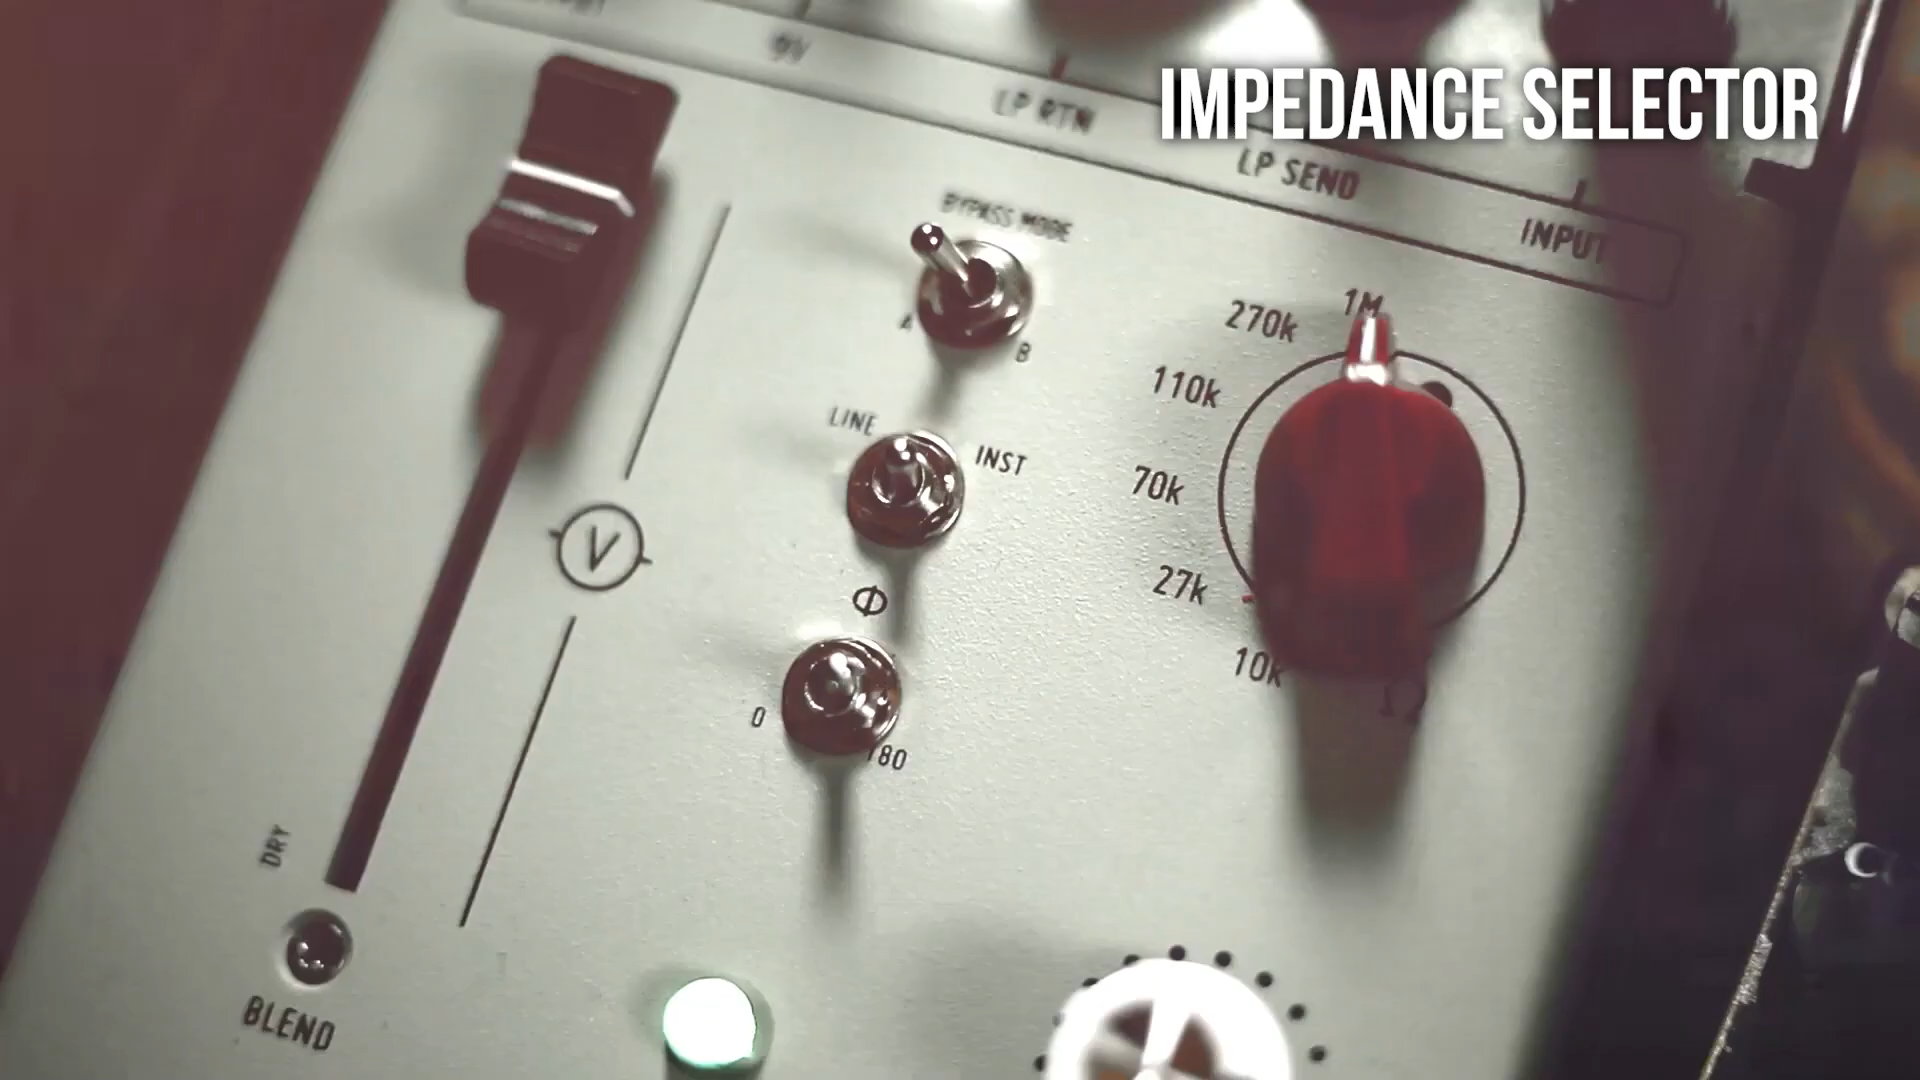 IMPEDANCE SELECTOR
9V
LP RTN
LP SEND
INPUT
BYPASS MODE
A
B
1M
270k
110k
70k
27k
10k
Ω
LINE
INST
V
Φ
0
180
DRY
BLEND